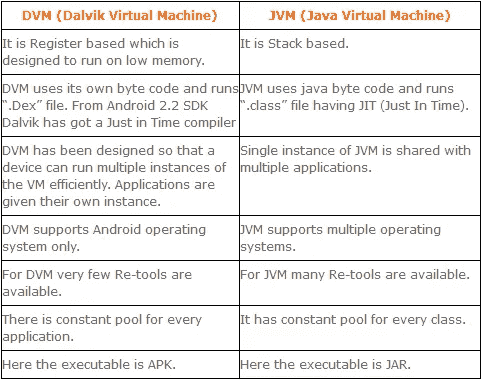 DVM (Dalvik Virtual Machine)
JVM (Java Virtual Machine)
It is Register based which is
designed to run on low memory.
It is Stack based.
DVM uses its own byte code and runs
“.Dex” file. From Android 2.2 SDK
Dalvik has got a Just in Time compiler
JVM uses java byte code and runs
“.class” file having JIT (Just In Time).
DVM has been designed so that a
device can run multiple instances of
the VM efficiently. Applications are
given their own instance.
Single instance of JVM is shared with
multiple applications.
DVM supports Android operating
system only.
JVM supports multiple operating
systems.
For DVM very few Re-tools are
available.
For JVM many Re-tools are available.
There is constant pool for every
application.
It has constant pool for every class.
Here the executable is APK.
Here the executable is JAR.